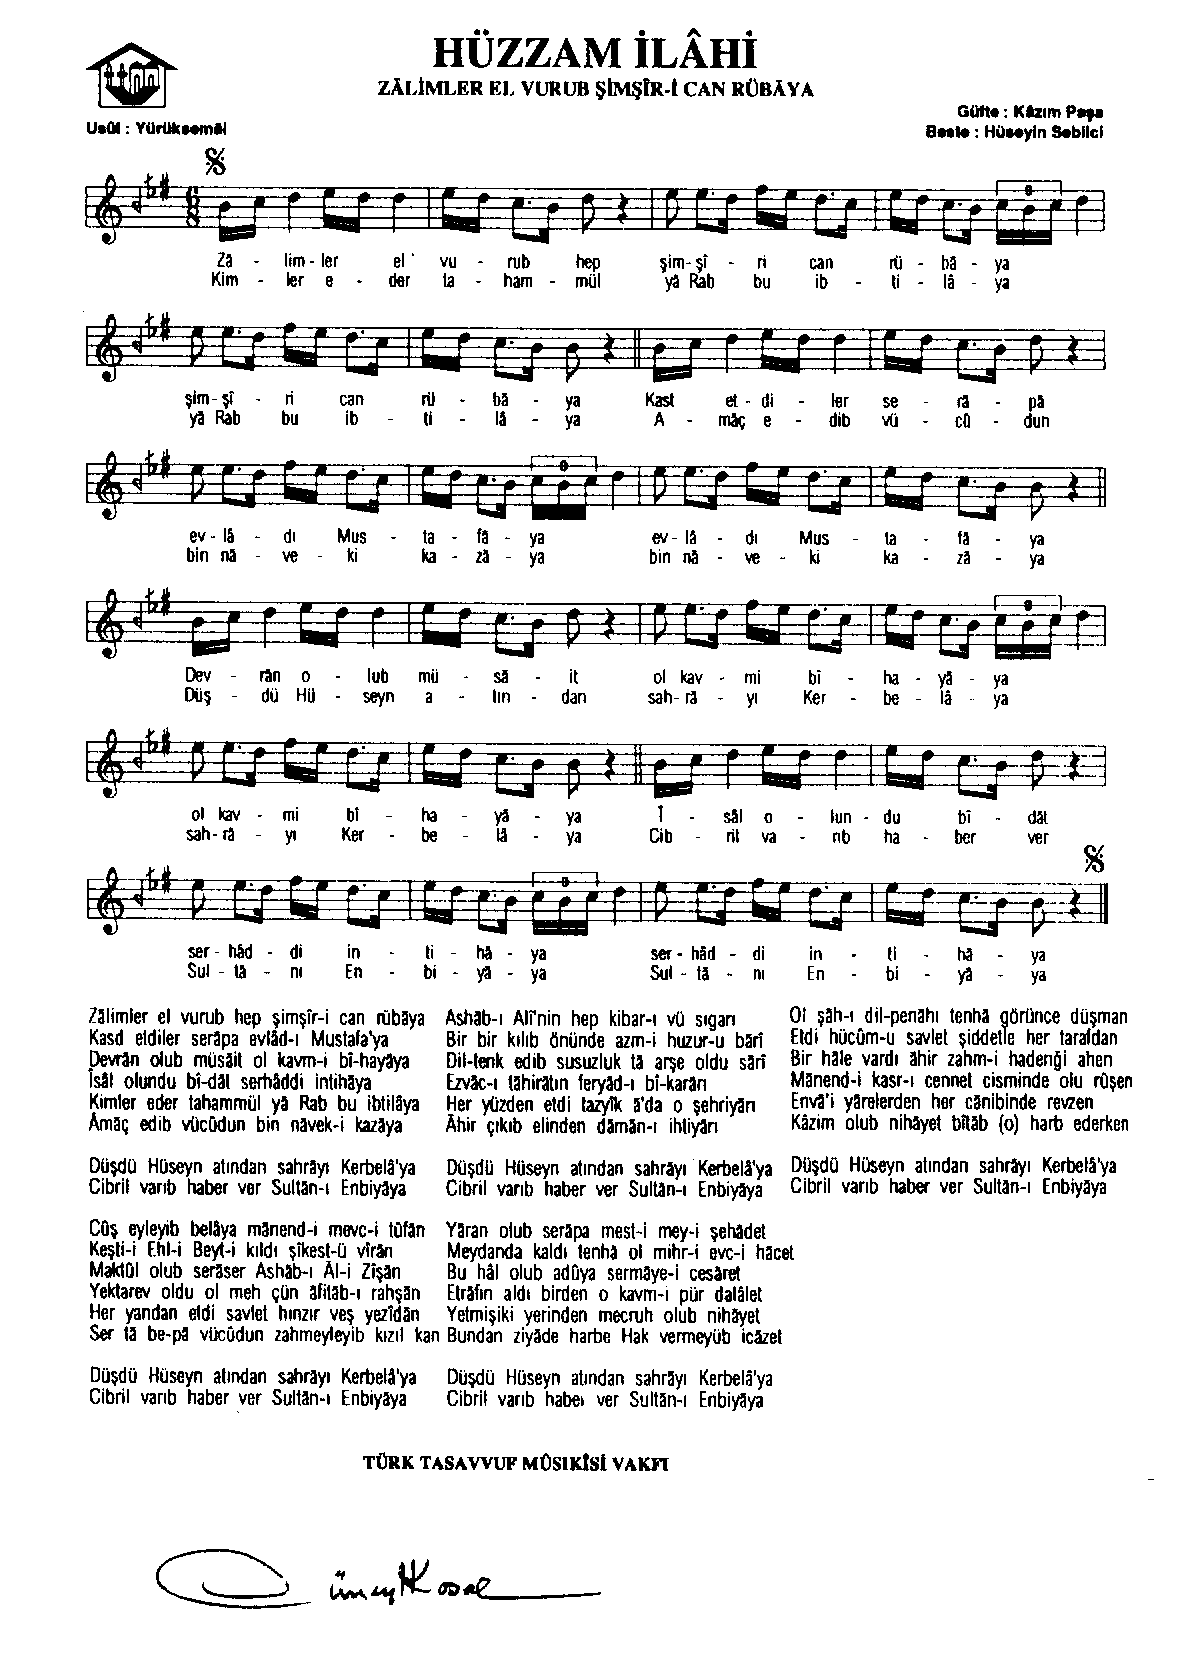 HÜZZAM İLÂHİ
ZÂLİMLER EL VURUB ŞİMŞÎR-İ CAN RÜBÂYA
Usûl : Yürüksemâî
Güfte : Kâzım Paşa
Beste : Hüseyin Sebilci
6
8
Zâ - lim - ler el vu - rub hep şim - şî - ri can rü - bâ - ya
Kim - ler e - der ta - ham - mül yâ Rab bu ib - ti - lâ - ya
şim - şî - ri can rü - bâ - ya Kast et - di - ler se - râ - pâ
yâ Rab bu ib - ti - lâ - ya A - mâç e - dib vü - cû - dun
ev - lâ - dı Mus - ta - fâ - ya ev - lâ - dı Mus - ta - fâ - ya
bin nâ - ve - ki ka - zâ - ya bin nâ - ve - ki ka - zâ - ya
Dev - rân o - lub mü - sâ - it ol kav - mi bî - ha - yâ - ya
Düş - dü Hü - seyn a - tın - dan sah - râ - yı Ker - be - lâ - ya
ol kav - mi bî - ha - yâ - ya Î - sâl o - lun - du bî - dât
sah - râ - yı Ker - be - lâ - ya Cib - ril va - rıb ha - ber ver
ser - hâd - di in - ti - hâ - ya ser - hâd - di in - ti - hâ - ya
Sul - tâ - nı En - bi - yâ - ya Sul - tâ - nı En - bi - yâ - ya
Zâlimler el vurub hep şimşîr-i can rübâya
Kasd etdiler serâpa evlâd-ı Mustafa'ya
Devrân olub müsâit ol kavm-i bî-hayâya
Îsâl olundu bî-dât serhâddi intihâya
Kimler eder tahammül yâ Rab bu ibtilâya
Âmâç edib vücûdun bin nâvek-i kazâya
Düşdü Hüseyn atından sahrâyı Kerbelâ'ya
Cibril varıb haber ver Sultân-ı Enbiyâya
Cûş eyleyib belâya mânend-i mevc-i tûfân
Keşti-i Ehl-i Beyt-i kıldı şikest-ü vîrân
Maktûl olub serâser Ashâb-ı Âl-i Zîşân
Yektarev oldu ol meh çün âfitâb-ı rahşân
Her yandan etdi savlet hınzır veş yezîdân
Ser tâ be-pâ vücûdun zahmeyleyib kızıl kan
Düşdü Hüseyn atından sahrâyı Kerbelâ'ya
Cibril varıb haber ver Sultân-ı Enbiyâya
Ashâb-ı Ali'nin hep kibar-ı vü sıgarı
Bir bir kılıb önünde azm-i huzur-u bârî
Dil-tenk edib susuzluk tâ arşe oldu sârî
Ezvâc-ı tâhirâtın feryâd-ı bî-karârı
Her yüzden etdi tazyîk â'da o şehriyârı
Âhir çıkıb elinden dâmân-ı ihtiyârı
Düşdü Hüseyn atından sahrâyı Kerbelâ'ya
Cibril varıb haber ver Sultân-ı Enbiyâya
Yâran olub serâpa mest-i mey-i şehâdet
Meydanda kaldı tenhâ ol mihr-i evc-i hâcet
Bu hâl olub adûya sermâye-i cesâret
Etrâfın aldı birden o kavm-i pür dalâlet
Yetmişiki yerinden mecruh olub nihâyet
Bundan ziyâde harbe Hak vermeyüb icâzet
Düşdü Hüseyn atından sahrâyı Kerbelâ'ya
Cibril varıb haber ver Sultân-ı Enbiyâya
Ol şâh-ı dil-penâhı tenhâ görünce düşman
Etdi hücûm-u savlet şiddetle her tarafdan
Bir hâle vardı âhir zahm-i hadengi ahen
Mânend-i kasr-ı cennet cisminde olu rûşen
Envâ'i yârelerden her cânibinde revzen
Kâzım olub nihâyet bîtâb (o) harb ederken
Düşdü Hüseyn atından sahrâyı Kerbelâ'ya
Cibril varıb haber ver Sultân-ı Enbiyâya
TÜRK TASAVVUF MÛSIKÎSİ VAKFI
Cüneyt Kosal